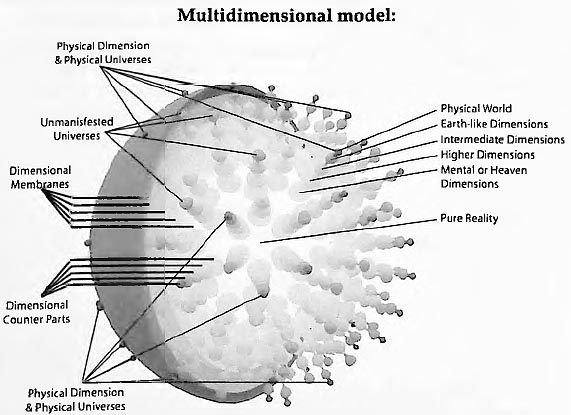 Multidimensional model:
Physical Dimension
& Physical Universes
Unmanifested
Universes
Dimensional
Membranes
Dimensional
Counter Parts
Physical Dimension
& Physical Universes
Physical World
Earth-like Dimensions
Intermediate Dimensions
Higher Dimensions
Mental or Heaven
Dimensions
Pure Reality